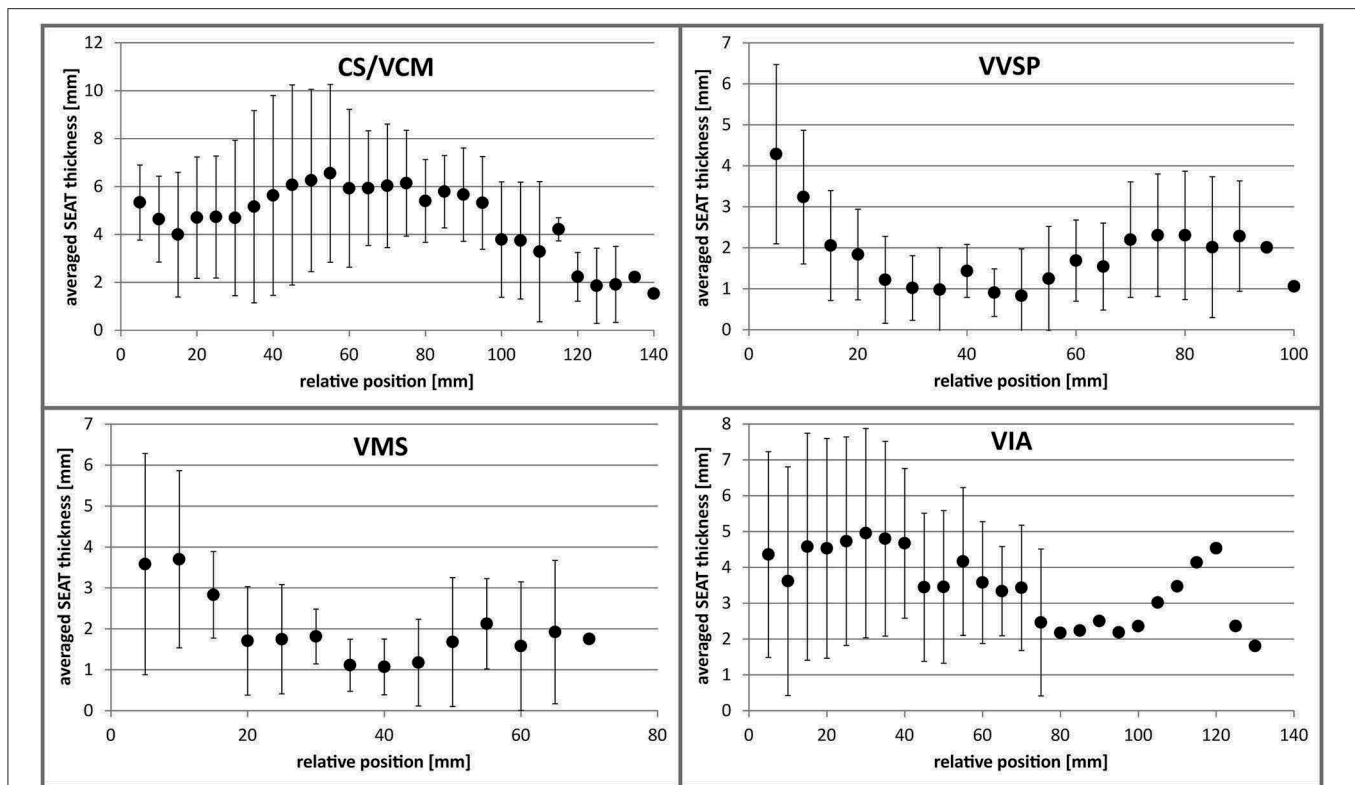 CS/VCM
averaged SEAT thickness [mm]
12
10
8
6
4
2
0
0 20 40 60 80 100 120 140
relative position [mm]
VVSP
averaged SEAT thickness [mm]
7
6
5
4
3
2
1
0
0 20 40 60 80 100
relative position [mm]
VMS
averaged SEAT thickness [mm]
7
6
5
4
3
2
1
0
0 20 40 60 80
relative position [mm]
VIA
averaged SEAT thickness [mm]
8
7
6
5
4
3
2
1
0
0 20 40 60 80 100 120 140
relative position [mm]